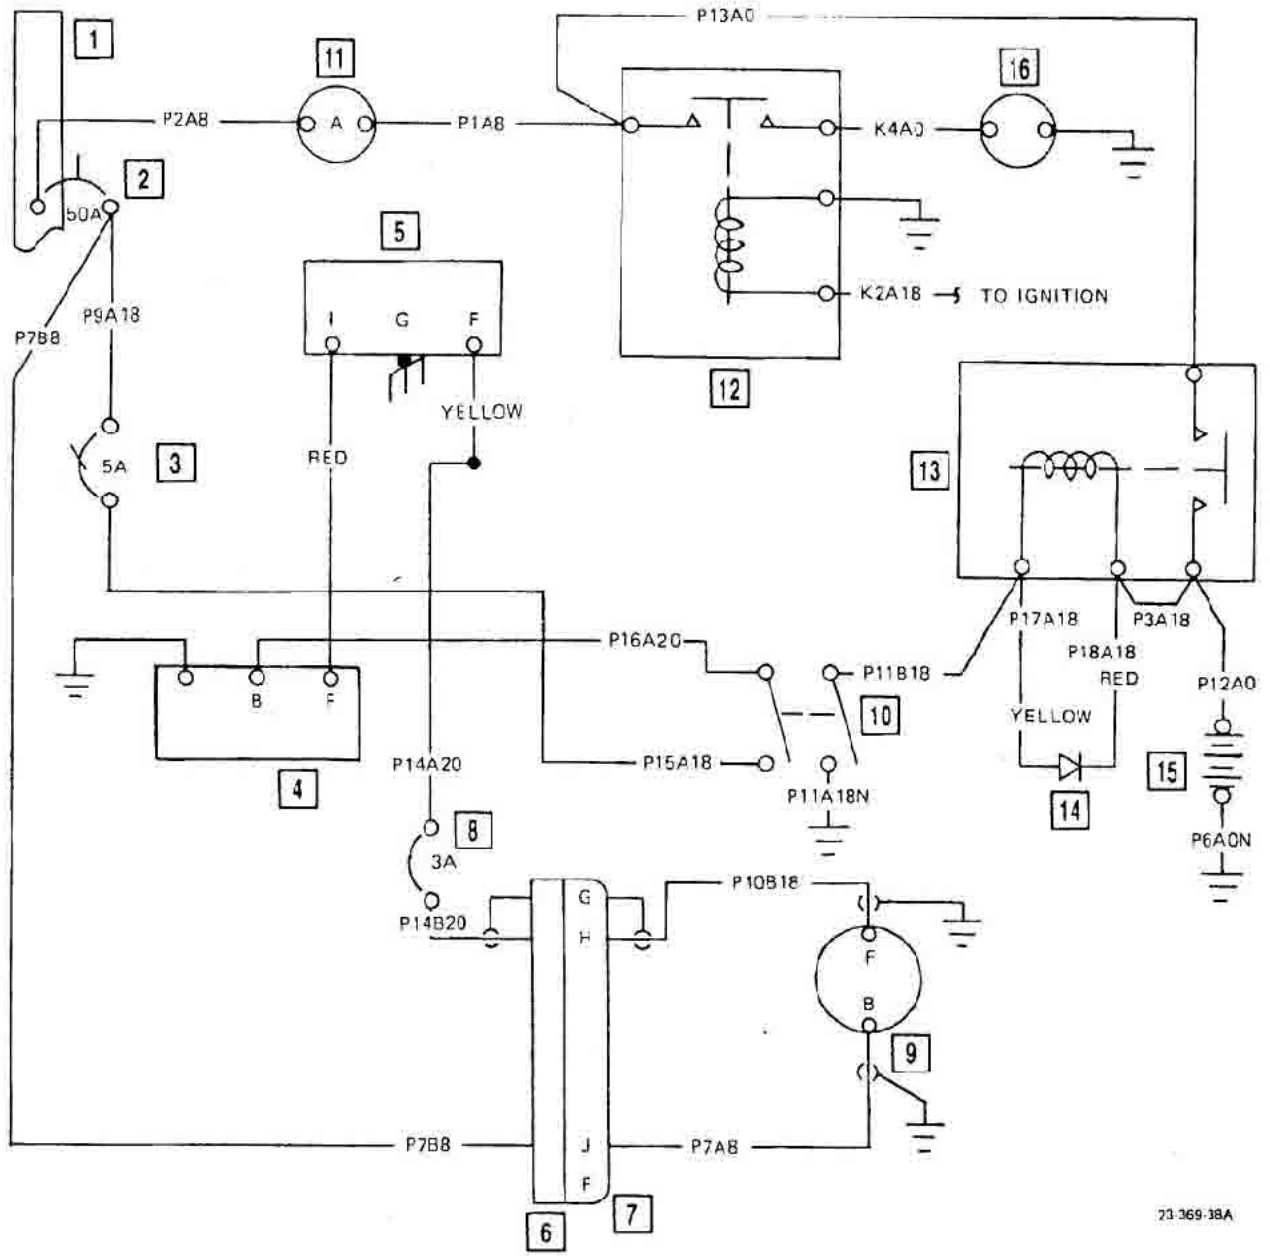 P13A0
1
11
16
P2A8
A
P1A8
K4A0
2
50A
5
P9A18
I G F
K2A18 TO IGNITION
P7B8
12
YELLOW
RED
3
5A
13
P17A18 P3A18
P16A20
P18A18
RED
P11B18
P12A0
B F
10
YELLOW
P14A20
P15A18
15
4
P11A18N
14
8
P6A0N
3A
P10B18
G
P14B20
H
F
B
9
P7B8
J
P7A8
F
7
6
23-369-18A